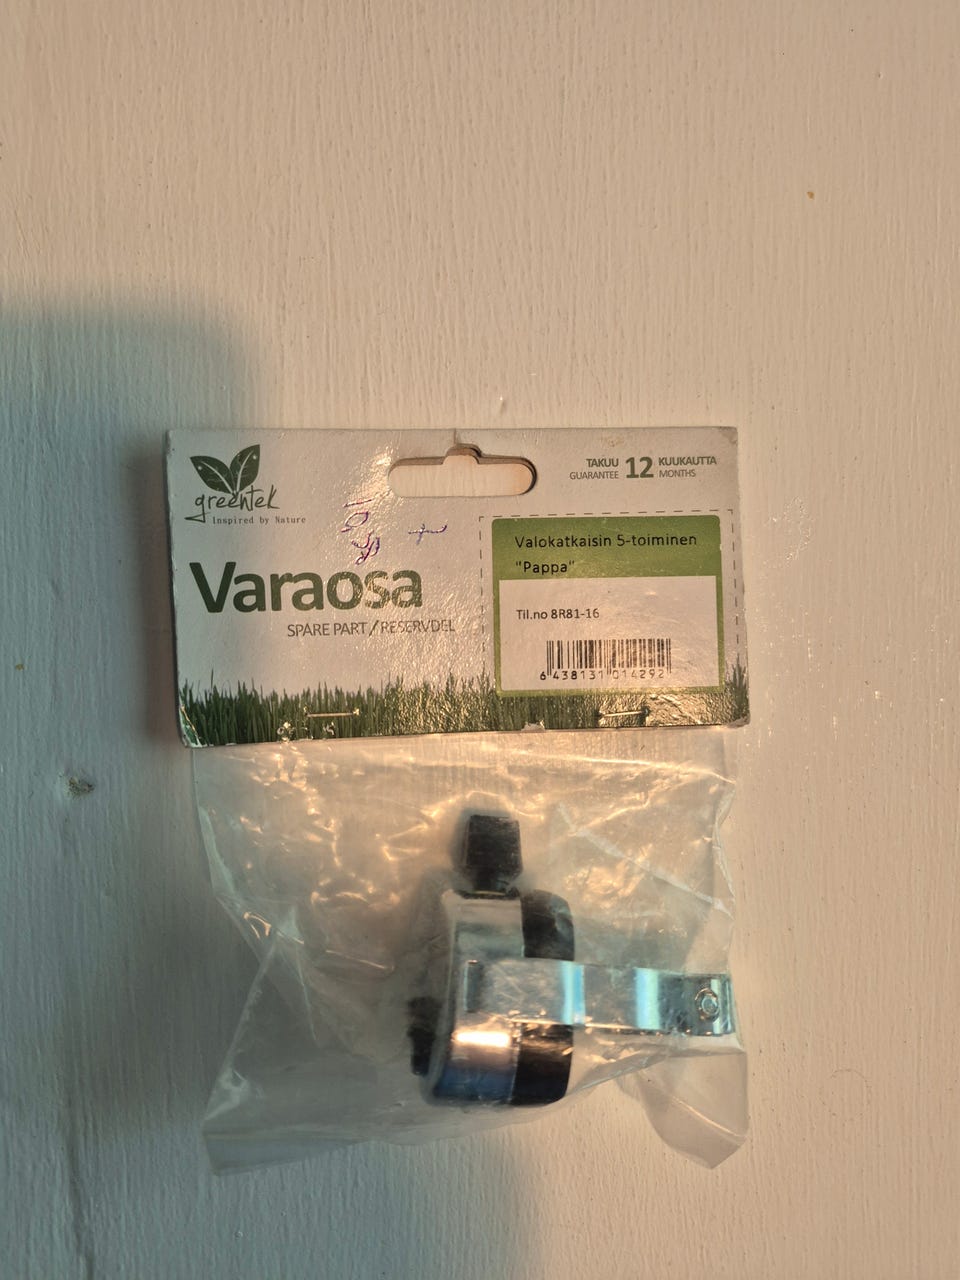 greentek
Inspired by Nature
TAKUU 12 KUUKAUTTA
GUARANTEE MONTHS
Varaosa
SPARE PART / RESERVDEL
Valokatkaisin 5-toiminen
"Pappa"
Til.no 8R81-16
6 438131 014292